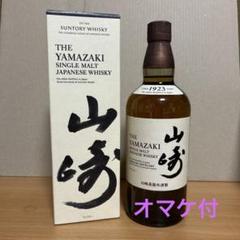 SUNTORY WHISKY
THE
YAMAZAKI
SINGLE MALT
JAPANESE WHISKY
山崎
1923
THE
YAMAZAKI
SINGLE MALT
JAPANESE WHISKY
山崎
オマケ付